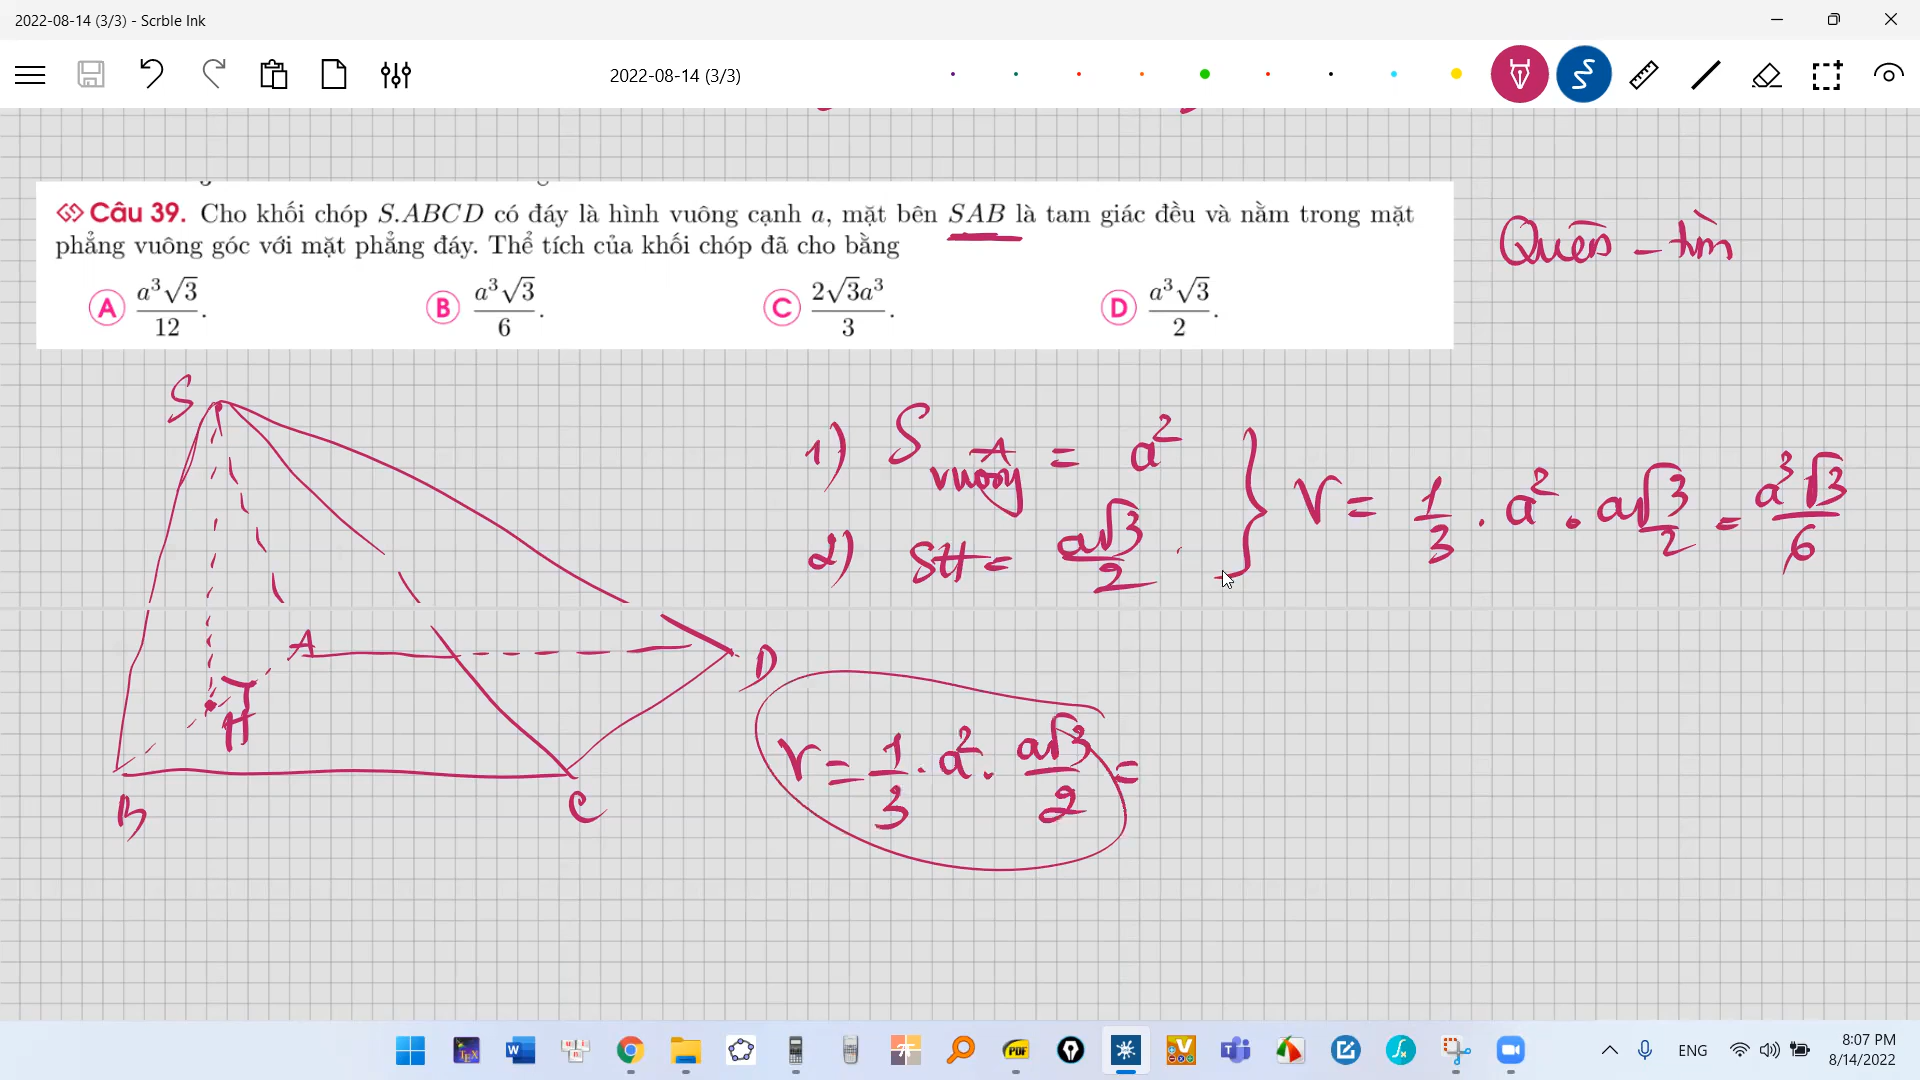 2022-08-14 (3/3) - Scrble Ink
2022-08-14 (3/3)
Câu 39. Cho khối chóp S.ABCD có đáy là hình vuông cạnh a, mặt bên SAB là tam giác đều và nằm trong mặt
phẳng vuông góc với mặt phẳng đáy. Thể tích của khối chóp đã cho bằng
A a³√3/12. B a³√3/6. C 2√3a³/3. D a³√3/2.
S
A
D
H
B
C
1) S vuông = a²
2) SH = a√3/2
V = 1/3 . a² . a√3/2 = a³√3/6
V = 1/3 . a² . a√3/2 =
ENG
8:07 PM
8/14/2022